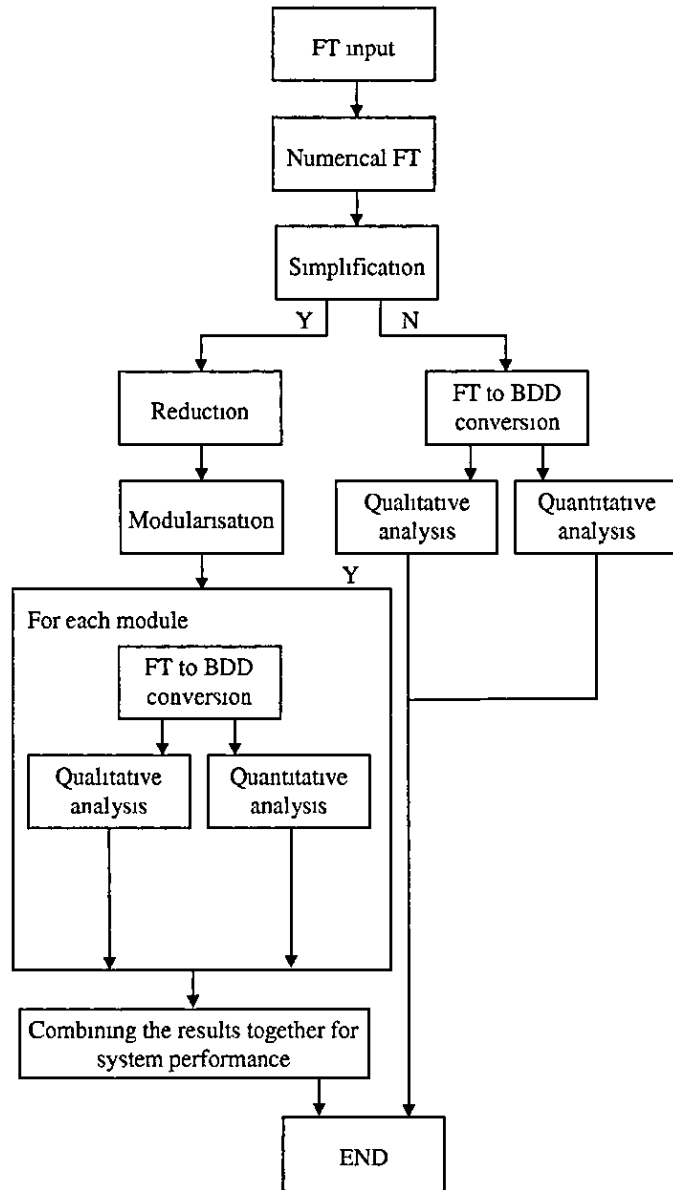 FT input
Numerical FT
Simplification
Y
N
Reduction
FT to BDD
conversion
Modularisation
Qualitative
analysis
Quantitative
analysis
Y
For each module
FT to BDD
conversion
Qualitative
analysis
Quantitative
analysis
Combining the results together for
system performance
END